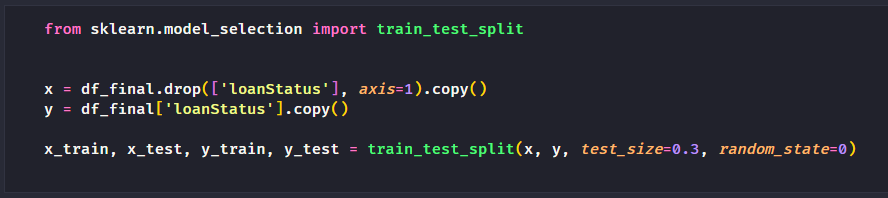 from sklearn.model_selection import train_test_split
x = df_final.drop(['loanStatus'], axis=1).copy()
y = df_final['loanStatus'].copy()
x_train, x_test, y_train, y_test = train_test_split(x, y, test_size=0.3, random_state=0)